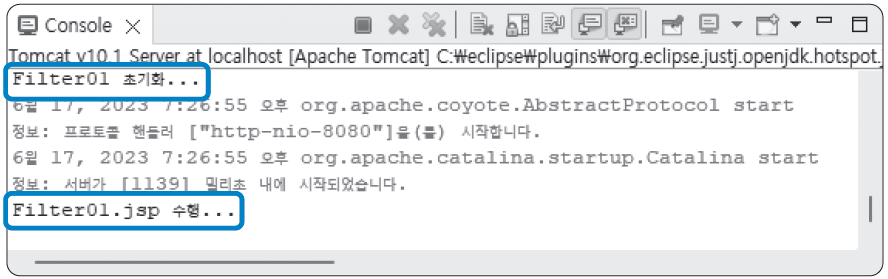 Console
Tomcat v10.1 Server at localhost [Apache Tomcat] C:₩eclipse₩plugins₩org.eclipse.justj.openjdk.hotspot.
Filter01 초기화...
6월 17, 2023 7:26:55 오후 org.apache.coyote.AbstractProtocol start
정보: 프로토콜 핸들러 ["http-nio-8080"]을(를) 시작합니다.
6월 17, 2023 7:26:55 오후 org.apache.catalina.startup.Catalina start
정보: 서버가 [1139] 밀리초 내에 시작되었습니다.
Filter01.jsp 수행...